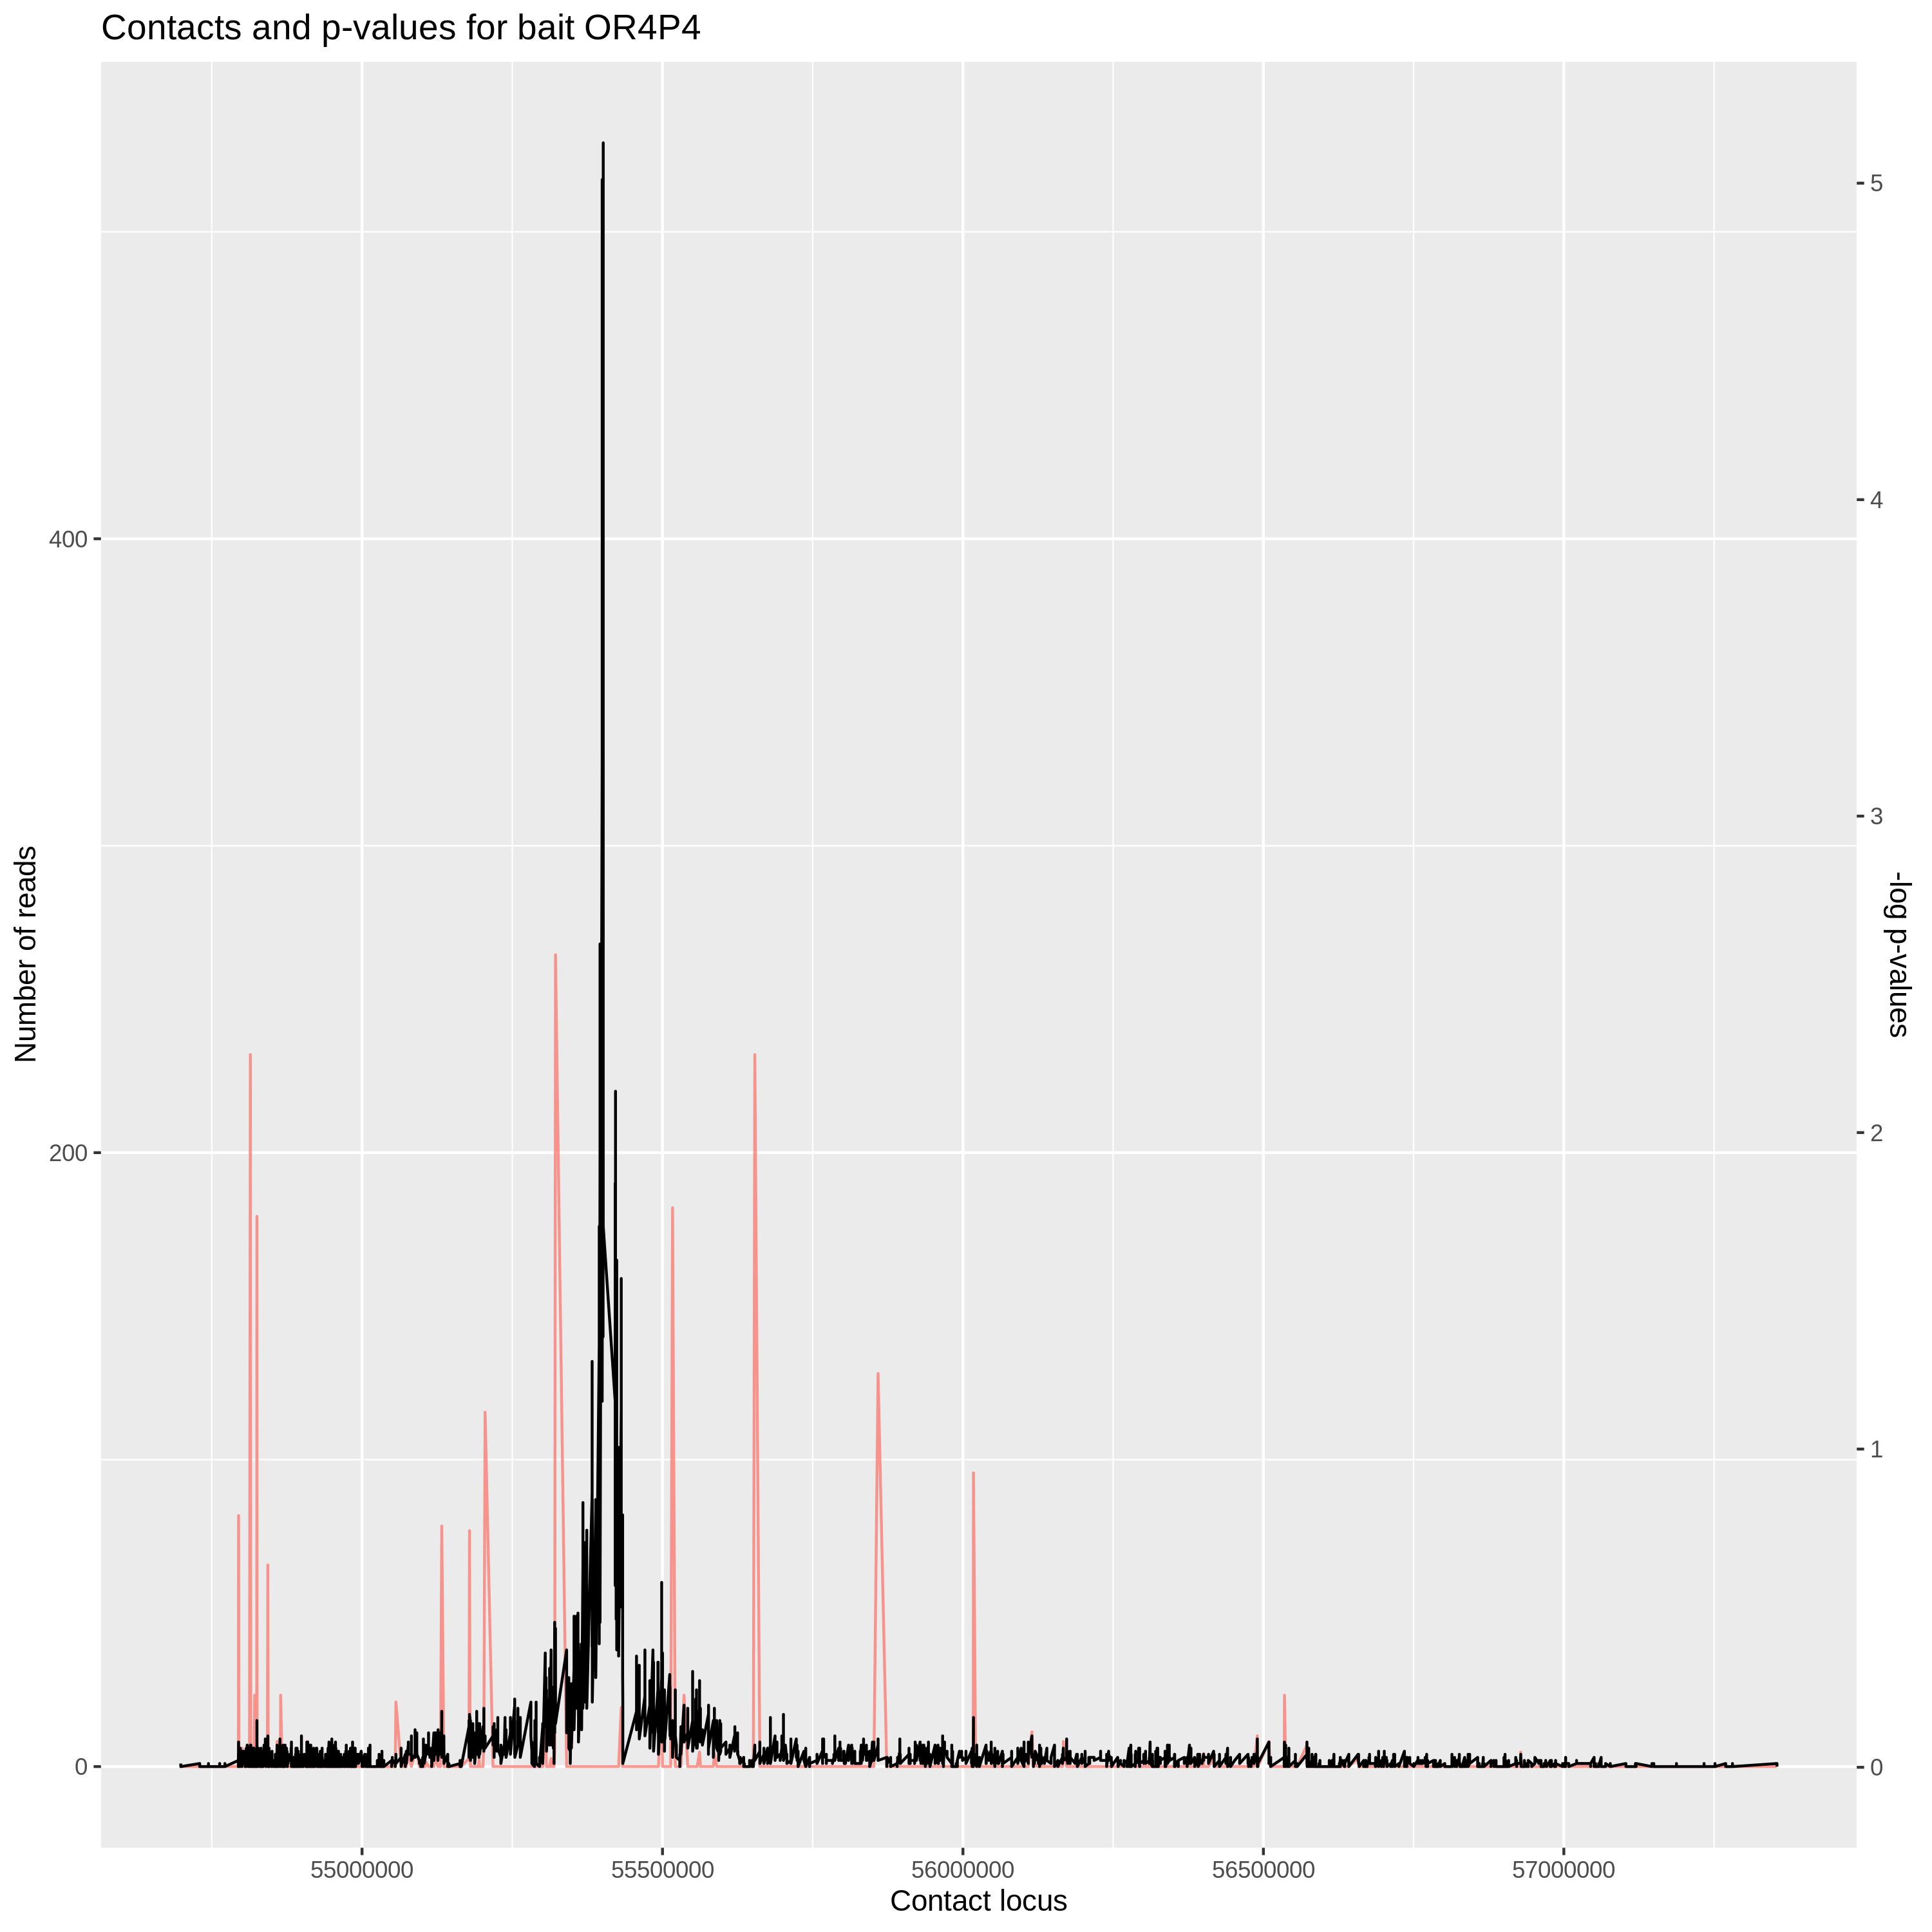 Contacts and p-values for bait OR4P4
Number of reads
400
200
0
5
4
3
2
1
0
-log p-values
55000000 55500000 56000000 56500000 57000000
Contact locus